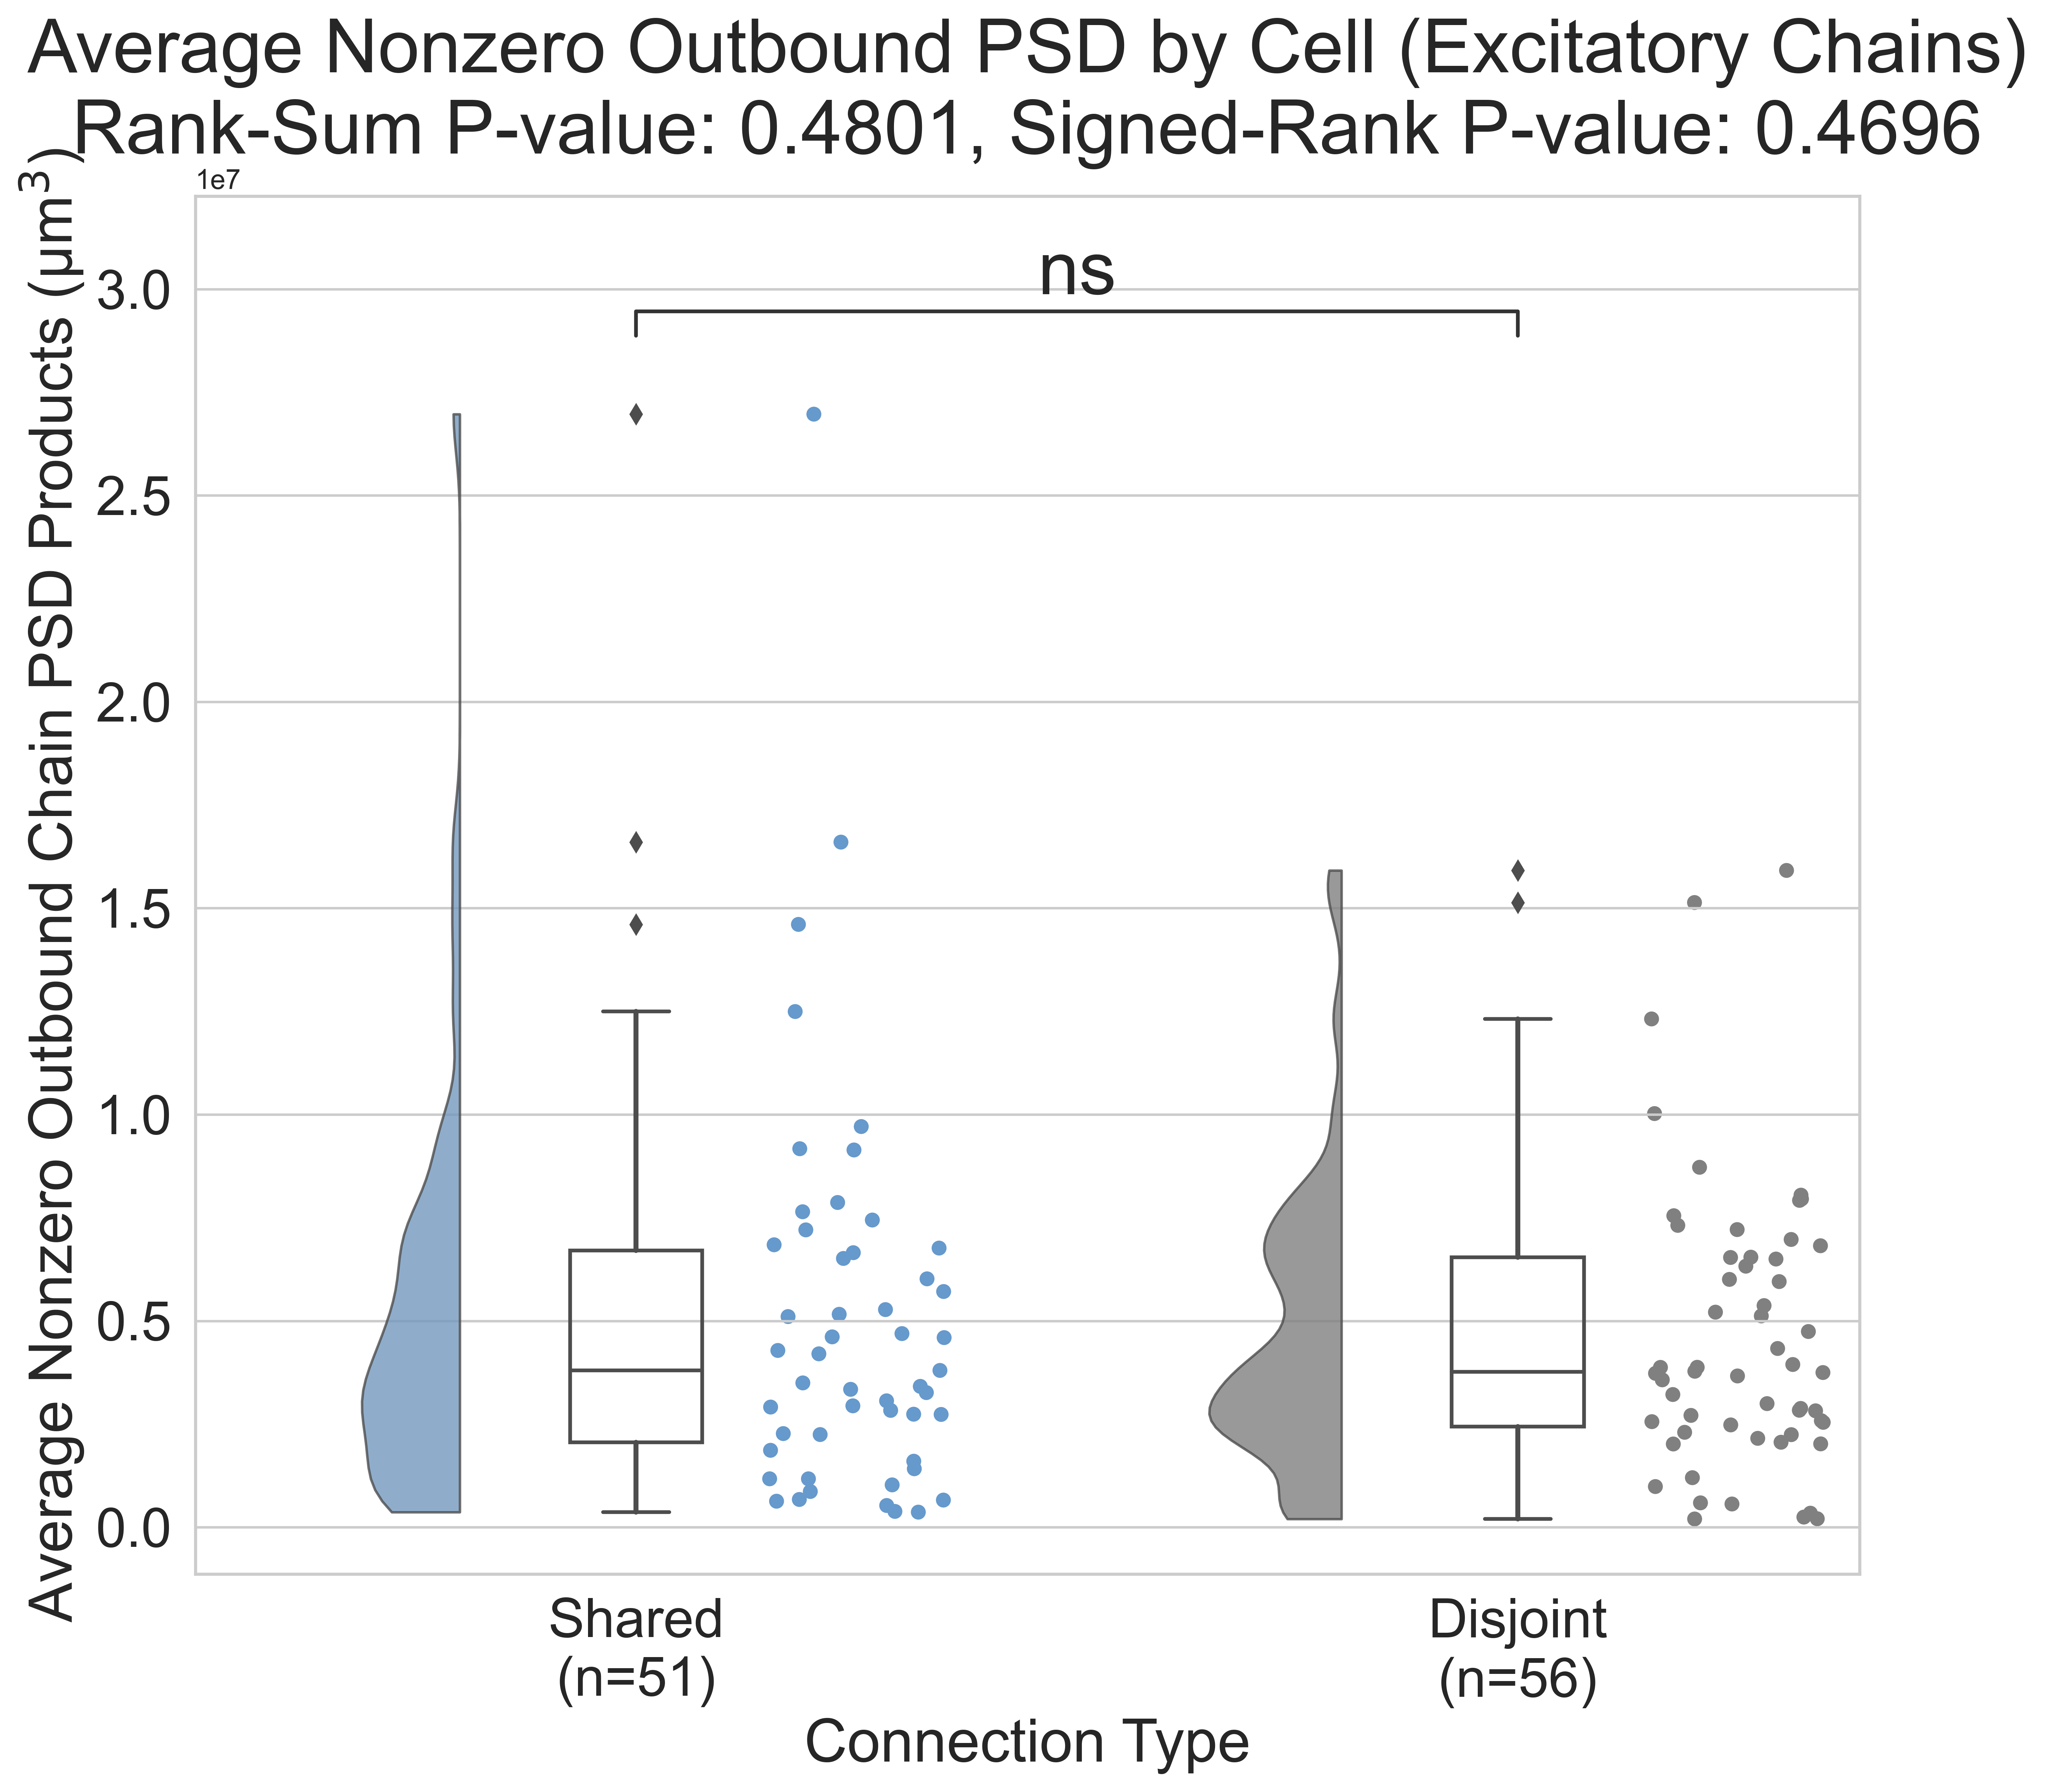 Average Nonzero Outbound PSD by Cell (Excitatory Chains)
Rank-Sum P-value: 0.4801, Signed-Rank P-value: 0.4696
1e7
Average Nonzero Outbound Chain PSD Products (μm³)
3.0
2.5
2.0
1.5
1.0
0.5
0.0
ns
Shared
(n=51)
Disjoint
(n=56)
Connection Type